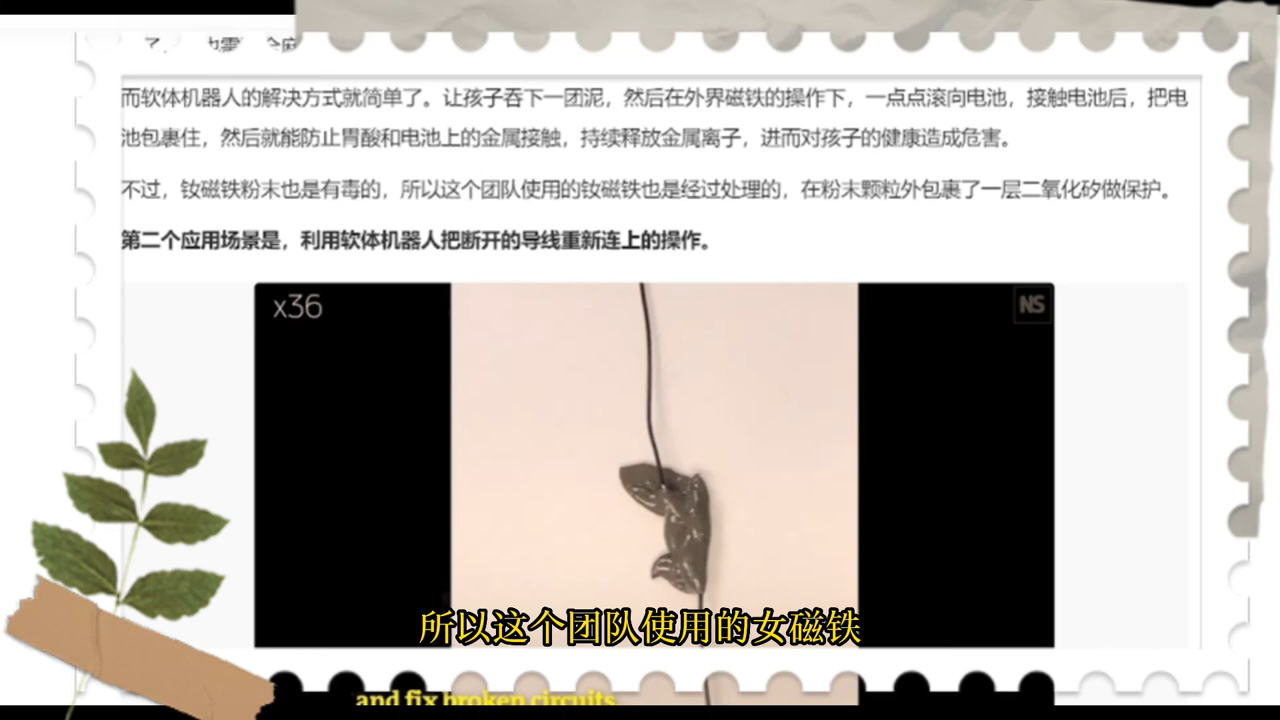 而软体机器人的解决方式就简单了。让孩子吞下一团泥，然后在外界磁铁的操作下，一点点滚向电池，接触电池后，把电
池包裹住，然后就能防止胃酸和电池上的金属接触，持续释放金属离子，进而对孩子的健康造成危害。
不过，钕磁铁粉末也是有毒的，所以这个团队使用的钕磁铁也是经过处理的，在粉末颗粒外包裹了一层二氧化矽做保护。
第二个应用场景是，利用软体机器人把断开的导线重新连上的操作。
x36
NS
所以这个团队使用的女磁铁
and fix broken circuits